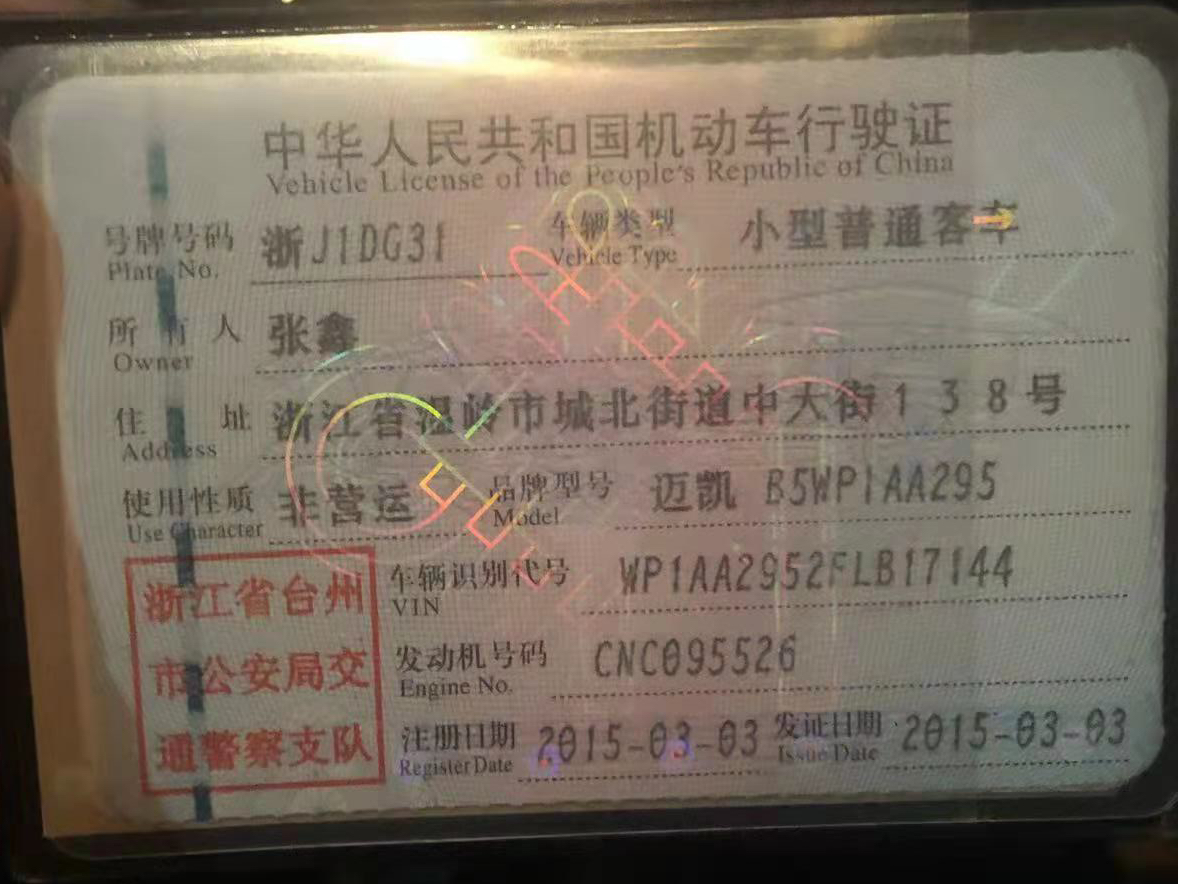 中华人民共和国机动车行驶证
Vehicle License of the People's Republic of China
号牌号码 浙J1DG31 车辆类型 小型普通客车
Plate No. Vehicle Type
所有人 张鑫
Owner
住址 浙江省温岭市城北街道中大街138号
Address
使用性质 非营运 品牌型号 迈凯 B5WP1AA295
Use Character Model
浙江省台州
市公安局交
通警察支队
车辆识别代号 WP1AA2952FLB17144
VIN
发动机号码 CNC095526
Engine No.
注册日期 2015-03-03 发证日期 2015-03-03
Register Date Issue Date